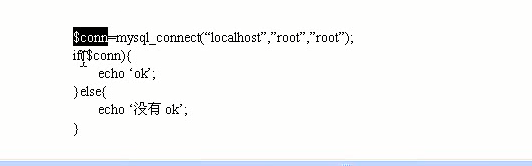 $conn=mysql_connect(“localhost”,”root”,”root”);
if($conn){
echo ‘ok’;
}else{
echo ‘没有 ok’;
}